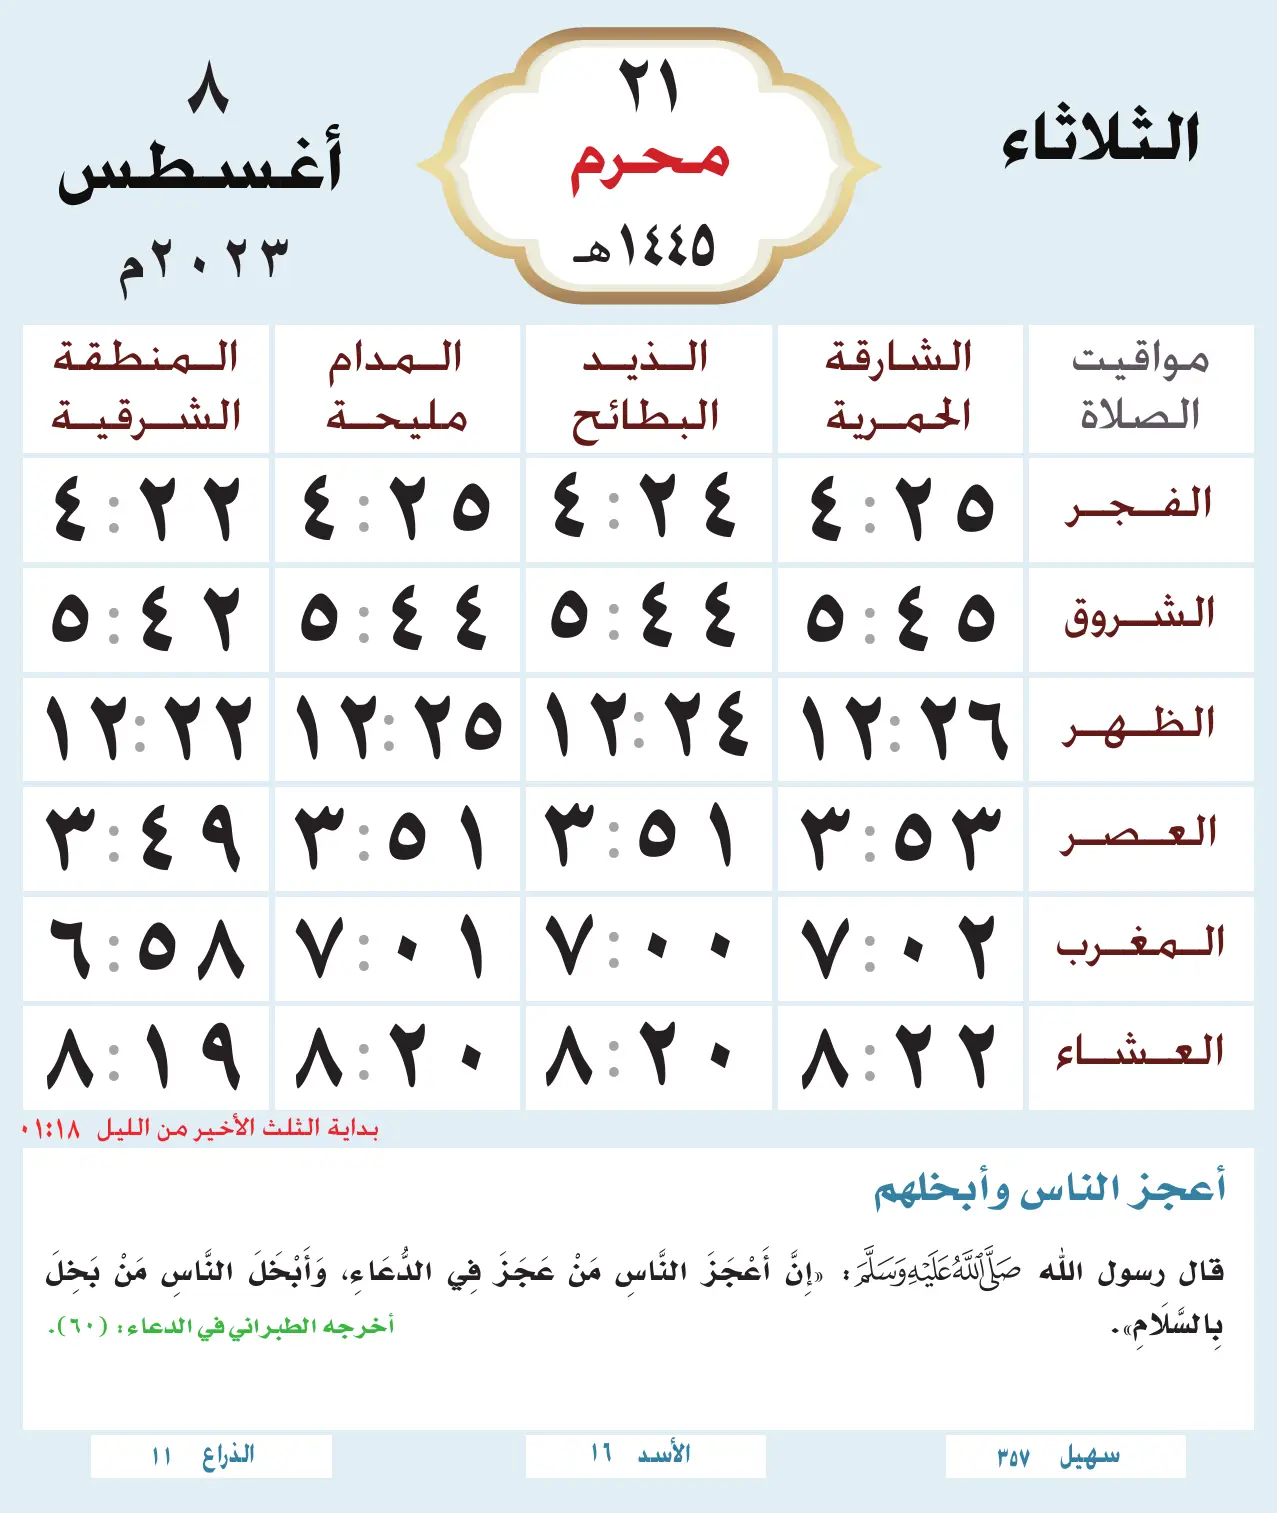 الثلاثاء
٢١
محرم
١٤٤٥هـ
٨
أغسطس
٢٠٢٣م
مواقيت الصلاة | الشارقة الحمرية | الذيد البطائح | المدام مليحة | المنطقة الشرقية
الفجر ٤:٢٥ ٤:٢٤ ٤:٢٥ ٤:٢٢
الشروق ٥:٤٥ ٥:٤٤ ٥:٤٤ ٥:٤٢
الظهر ١٢:٢٦ ١٢:٢٤ ١٢:٢٥ ١٢:٢٢
العصر ٣:٥٣ ٣:٥١ ٣:٥١ ٣:٤٩
المغرب ٧:٠٢ ٧:٠٠ ٧:٠١ ٦:٥٨
العشاء ٨:٢٢ ٨:٢٠ ٨:٢٠ ٨:١٩
بداية الثلث الأخير من الليل ٠١:١٨
أعجز الناس وأبخلهم
قال رسول الله صَلَّى اللَّهُ عَلَيْهِ وَسَلَّمَ: «إِنَّ أَعْجَزَ النَّاسِ مَنْ عَجَزَ فِي الدُّعَاءِ، وَأَبْخَلَ النَّاسِ مَنْ بَخِلَ
بِالسَّلَامِ». أخرجه الطبراني في الدعاء: (٦٠).
سهيل ٣٥٧
الأسد ١٦
الذراع ١١